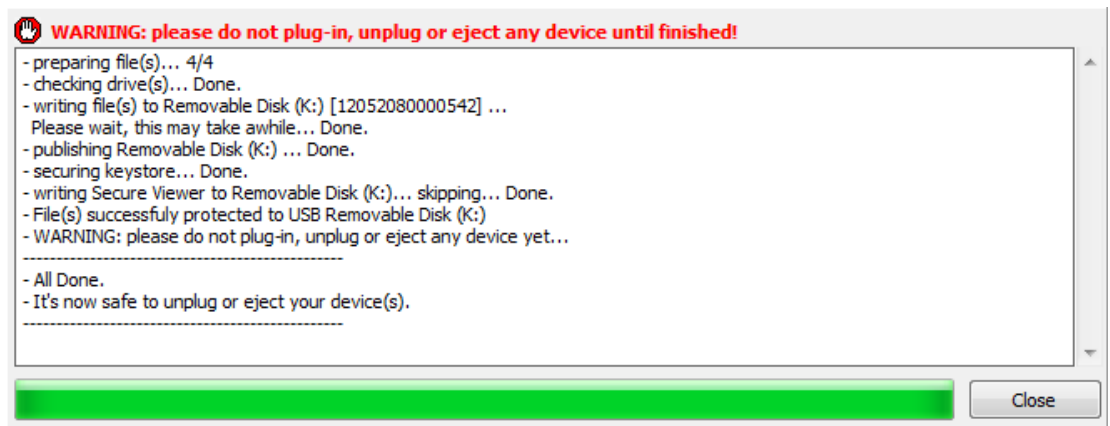 WARNING: please do not plug-in, unplug or eject any device until finished!
- preparing file(s)... 4/4
- checking drive(s)... Done.
- writing file(s) to Removable Disk (K:) [12052080000542] ...
Please wait, this may take awhile... Done.
- publishing Removable Disk (K:) ... Done.
- securing keystore... Done.
- writing Secure Viewer to Removable Disk (K:)... skipping... Done.
- File(s) successfuly protected to USB Removable Disk (K:)
- WARNING: please do not plug-in, unplug or eject any device yet...
------------------------------------------------
- All Done.
- It's now safe to unplug or eject your device(s).
------------------------------------------------
Close